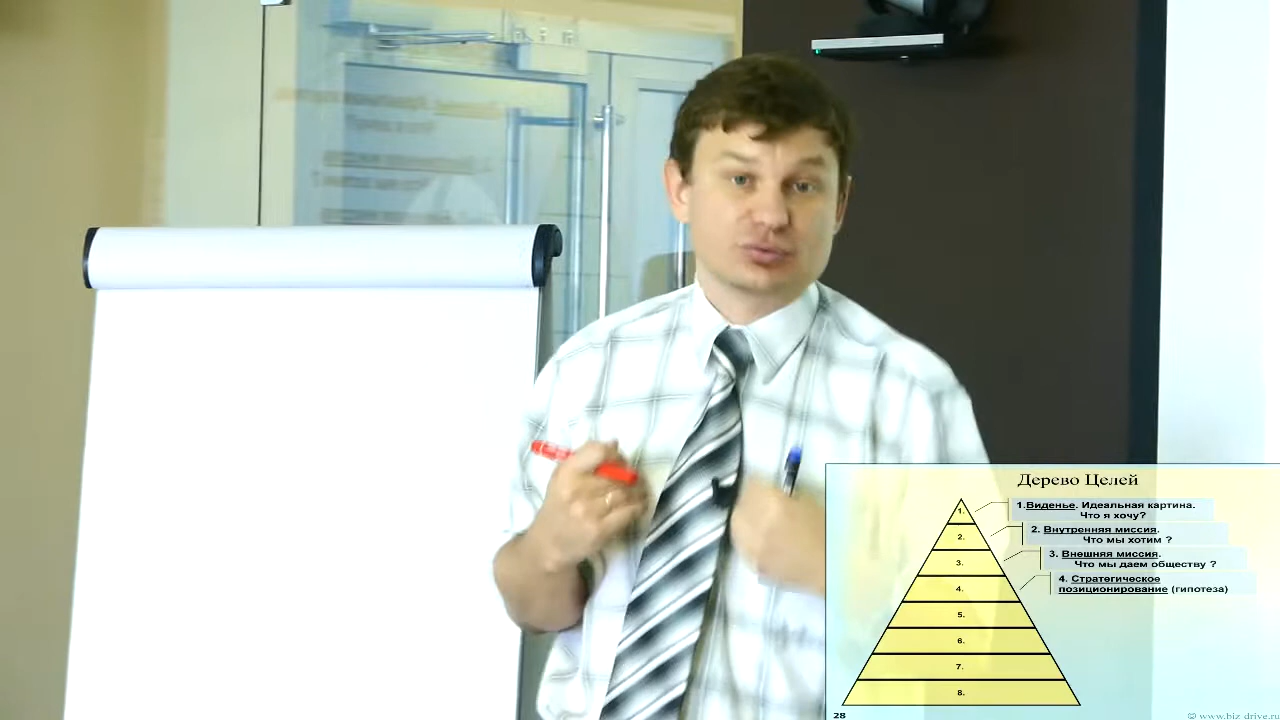 Дерево Целей
1.Виденье. Идеальная картина.
Что я хочу?
2. Внутренняя миссия.
Что мы хотим ?
3. Внешняя миссия.
Что мы даем обществу ?
4. Стратегическое
позиционирование (гипотеза)
1.
2.
3.
4.
5.
6.
7.
8.
28
© www.biz-drive.ru